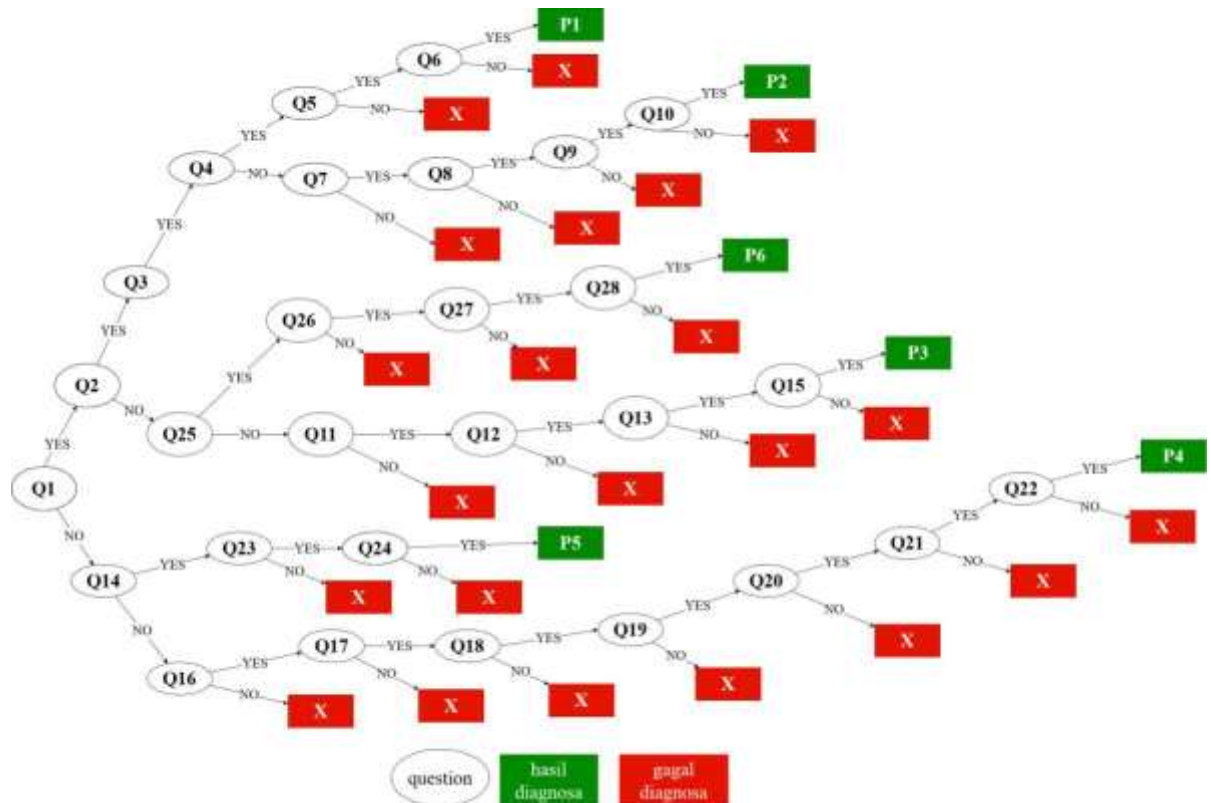 YES
P1
Q6
YES
NO
X
Q5
NO
X
YES
P2
Q10
YES
NO
X
YES
Q9
NO
X
Q4
NO
Q7
YES
Q8
YES
NO
X
NO
X
YES
Q3
YES
P6
Q28
YES
NO
X
Q26
YES
Q27
YES
NO
X
NO
X
YES
Q2
YES
NO
Q25
YES
P3
Q15
YES
NO
X
Q13
YES
NO
X
NO
Q11
YES
Q12
NO
X
NO
X
YES
Q1
YES
P4
Q22
YES
NO
X
Q21
YES
NO
X
NO
Q14
YES
Q23
YES
Q24
YES
P5
NO
X
NO
X
Q20
YES
NO
X
Q19
YES
NO
X
NO
Q16
YES
Q17
YES
Q18
NO
X
NO
X
NO
X
question
hasil
diagnosa
gagal
diagnosa